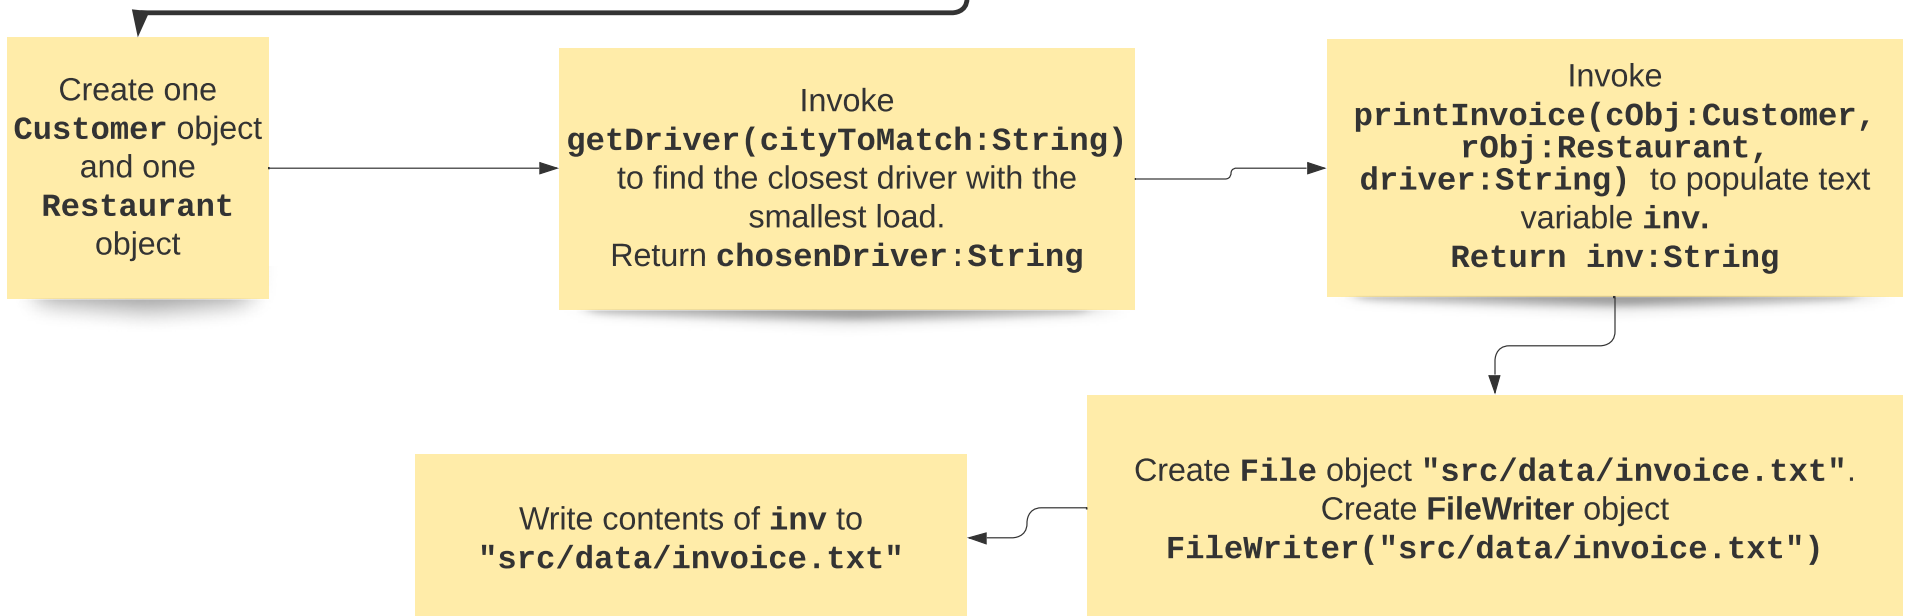 Create one
Customer object
and one
Restaurant
object
Invoke
getDriver(cityToMatch:String)
to find the closest driver with the
smallest load.
Return chosenDriver:String
Invoke
printInvoice(cObj:Customer,
rObj:Restaurant,
driver:String) to populate text
variable inv.
Return inv:String
Create File object "src/data/invoice.txt".
Create FileWriter object
FileWriter("src/data/invoice.txt")
Write contents of inv to
"src/data/invoice.txt"